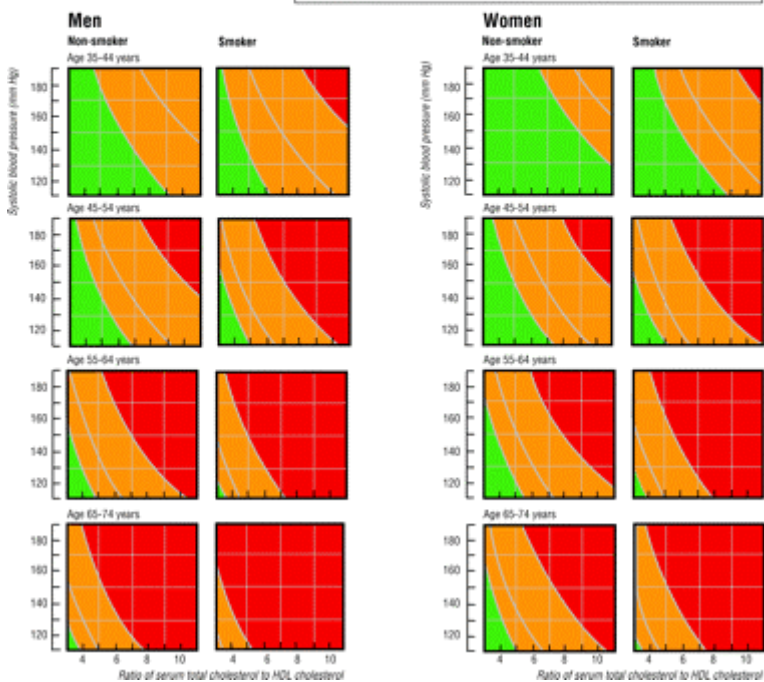 Men Women
Non-smoker Smoker Non-smoker Smoker
Age 35-44 years Age 35-44 years
Systolic blood pressure (mm Hg) Systolic blood pressure (mm Hg)
180 180
160 160
140 140
120 120
Age 45-54 years Age 45-54 years
180 180
160 160
140 140
120 120
Age 55-64 years Age 55-64 years
180 180
160 160
140 140
120 120
Age 65-74 years Age 65-74 years
180 180
160 160
140 140
120 120
4 6 8 10 4 6 8 10 4 6 8 10 4 6 8 10
Ratio of serum total cholesterol to HDL cholesterol Ratio of serum total cholesterol to HDL cholesterol